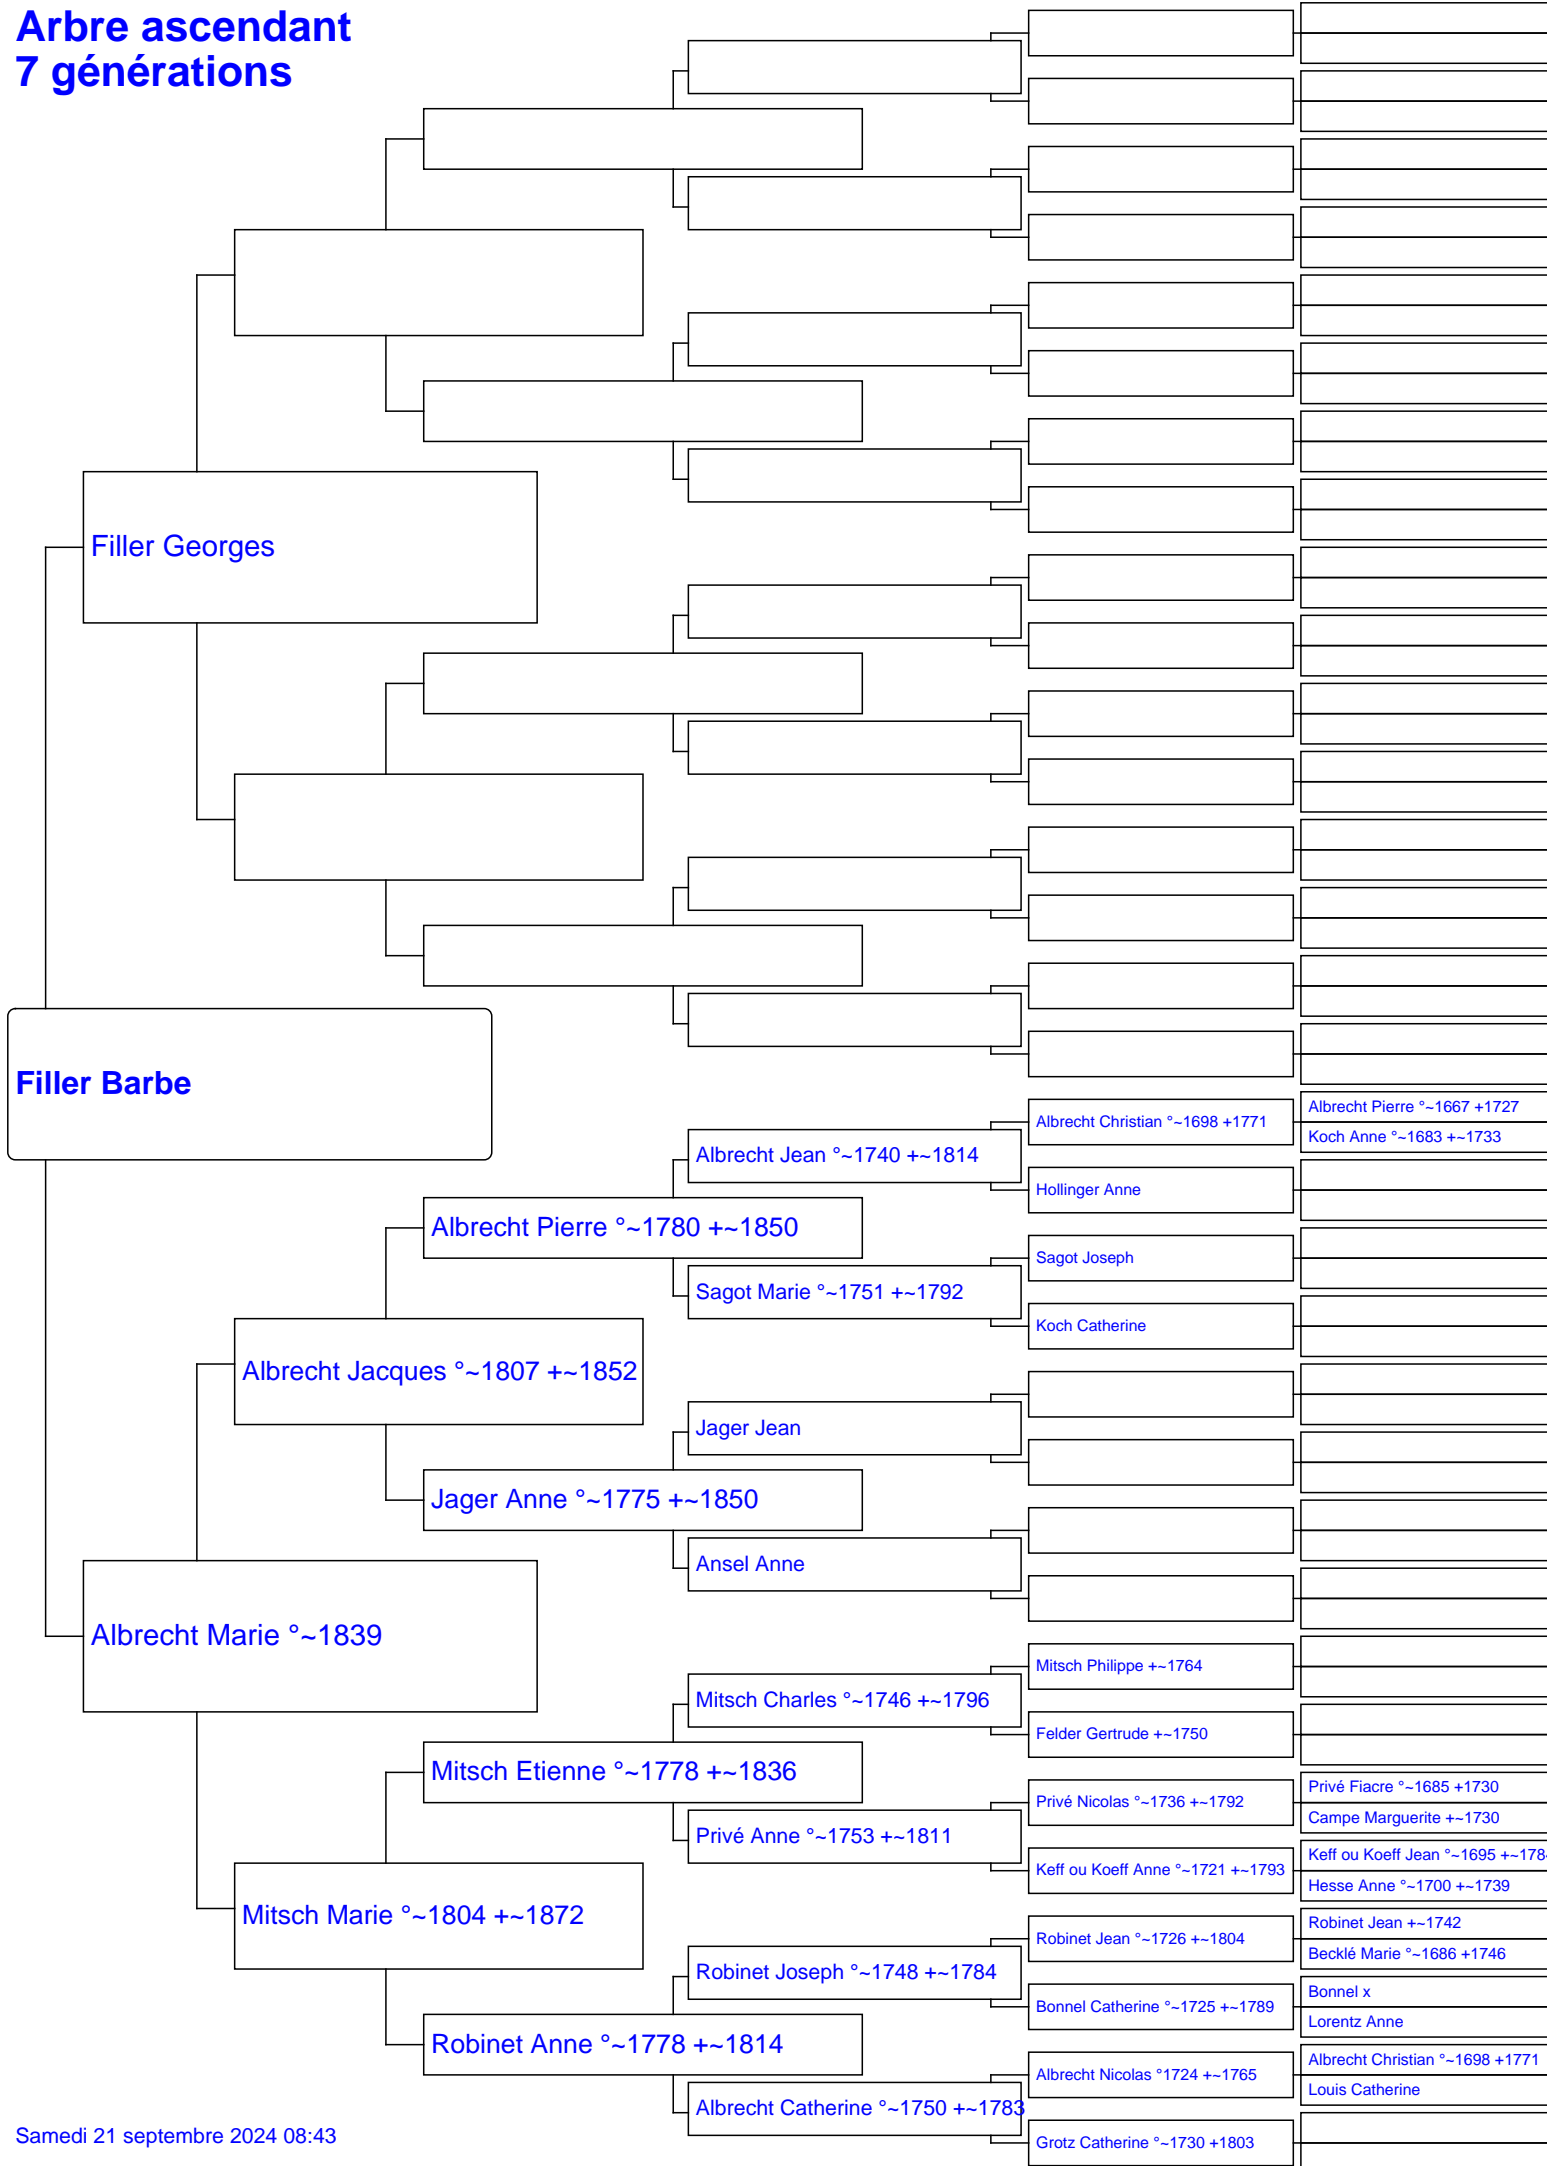 Arbre ascendant
7 générations
Filler Georges
Filler Barbe
Albrecht Pierre °~1667 +1727
Albrecht Christian °~1698 +1771
Koch Anne °~1683 +~1733
Albrecht Jean °~1740 +~1814
Hollinger Anne
Albrecht Pierre °~1780 +~1850
Sagot Joseph
Sagot Marie °~1751 +~1792
Koch Catherine
Albrecht Jacques °~1807 +~1852
Jager Jean
Jager Anne °~1775 +~1850
Ansel Anne
Albrecht Marie °~1839
Mitsch Philippe +~1764
Mitsch Charles °~1746 +~1796
Felder Gertrude +~1750
Mitsch Etienne °~1778 +~1836
Privé Fiacre °~1685 +1730
Privé Nicolas °~1736 +~1792
Campe Marguerite +~1730
Privé Anne °~1753 +~1811
Keff ou Koeff Jean °~1695 +~1784
Keff ou Koeff Anne °~1721 +~1793
Hesse Anne °~1700 +~1739
Mitsch Marie °~1804 +~1872
Robinet Jean +~1742
Robinet Jean °~1726 +~1804
Becklé Marie °~1686 +1746
Robinet Joseph °~1748 +~1784
Bonnel x
Bonnel Catherine °~1725 +~1789
Lorentz Anne
Robinet Anne °~1778 +~1814
Albrecht Christian °~1698 +1771
Albrecht Nicolas °1724 +~1765
Louis Catherine
Albrecht Catherine °~1750 +~1783
Grotz Catherine °~1730 +1803
Samedi 21 septembre 2024 08:43